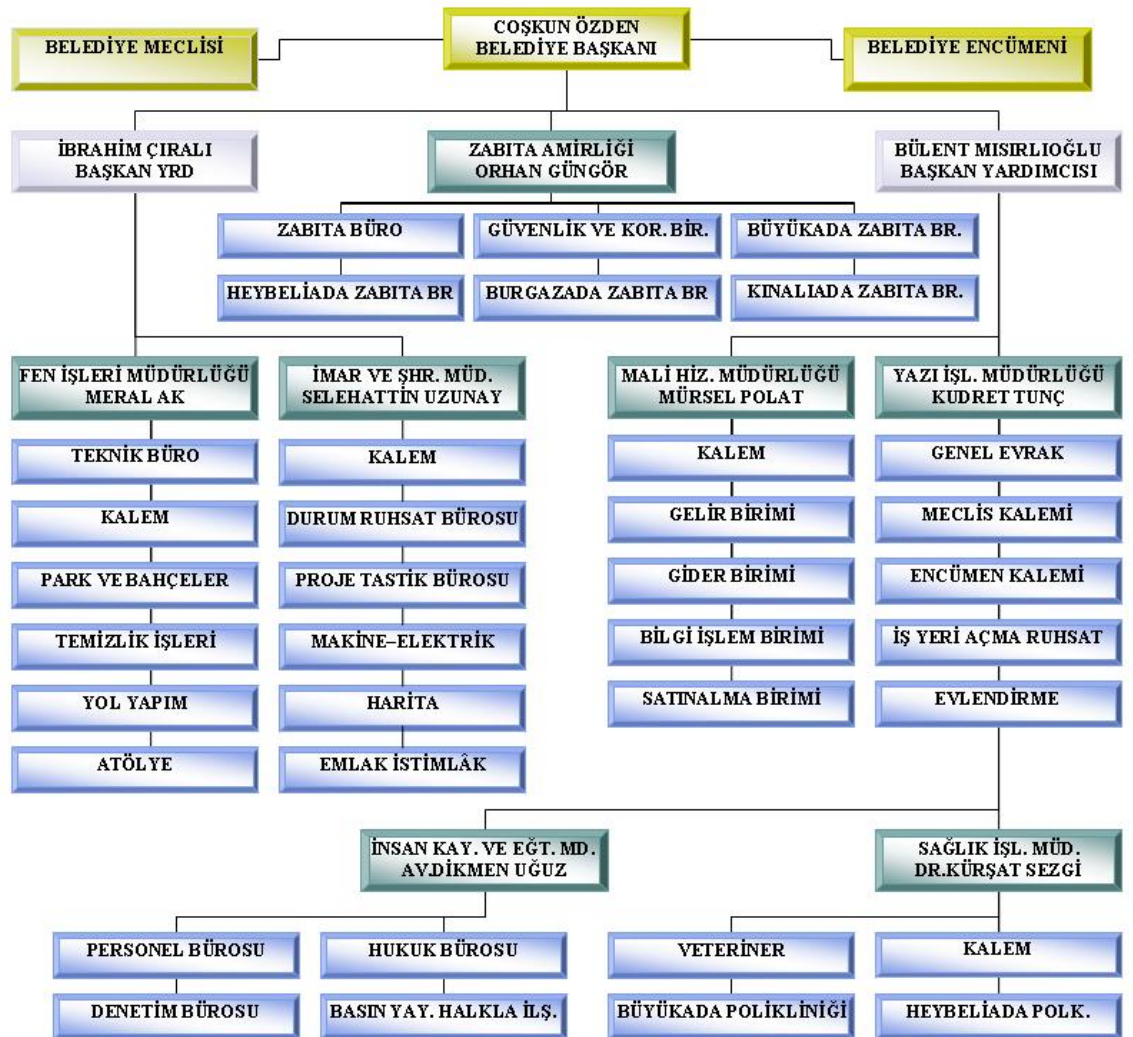 COŞKUN ÖZDEN
BELEDİYE BAŞKANI
BELEDİYE MECLİSİ
BELEDİYE ENCÜMENİ
İBRAHİM ÇIRALI
BAŞKAN YRD
ZABITA AMİRLİĞİ
ORHAN GÜNGÖR
BÜLENT MISIRLIOĞLU
BAŞKAN YARDIMCISI
ZABITA BÜRO
GÜVENLİK VE KOR. BİR.
BÜYÜKADA ZABITA BR.
HEYBELİADA ZABITA BR
BURGAZADA ZABITA BR
KINALIADA ZABITA BR.
FEN İŞLERİ MÜDÜRLÜĞÜ
MERAL AK
TEKNİK BÜRO
KALEM
PARK VE BAHÇELER
TEMİZLİK İŞLERİ
YOL YAPIM
ATÖLYE
İMAR VE ŞHR. MÜD.
SELEHATTİN UZUNAY
KALEM
DURUM RUHSAT BÜROSU
PROJE TASTİK BÜROSU
MAKİNE–ELEKTRİK
HARİTA
EMLAK İSTİMLÂK
MALİ HİZ. MÜDÜRLÜĞÜ
MÜRSEL POLAT
KALEM
GELİR BİRİMİ
GİDER BİRİMİ
BİLGİ İŞLEM BİRİMİ
SATINALMA BİRİMİ
YAZI İŞL. MÜDÜRLÜĞÜ
KUDRET TUNÇ
GENEL EVRAK
MECLİS KALEMİ
ENCÜMEN KALEMİ
İŞ YERİ AÇMA RUHSAT
EVLENDİRME
İNSAN KAY. VE EĞT. MD.
AV.DİKMEN UĞUZ
PERSONEL BÜROSU
HUKUK BÜROSU
DENETİM BÜROSU
BASIN YAY. HALKLA İLŞ.
SAĞLIK İŞL. MÜD.
DR.KÜRŞAT SEZGİ
VETERİNER
KALEM
BÜYÜKADA POLİKLİNİĞİ
HEYBELİADA POLK.